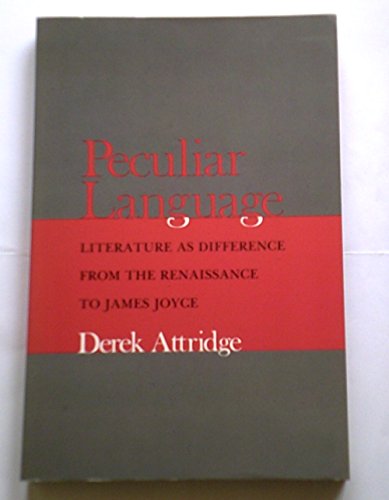 Peculiar
Language
LITERATURE AS DIFFERENCE
FROM THE RENAISSANCE
TO JAMES JOYCE
Derek Attridge